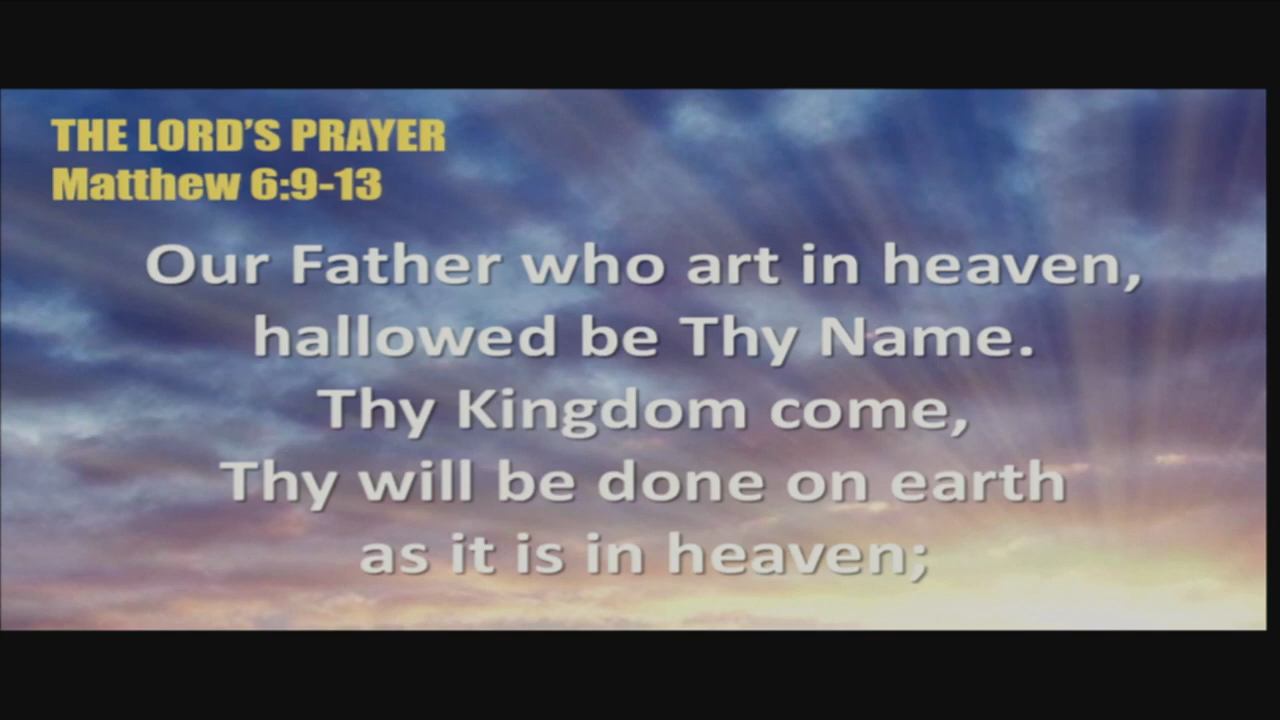 THE LORD'S PRAYER
Matthew 6:9-13
Our Father who art in heaven,
hallowed be Thy Name.
Thy Kingdom come,
Thy will be done on earth
as it is in heaven;